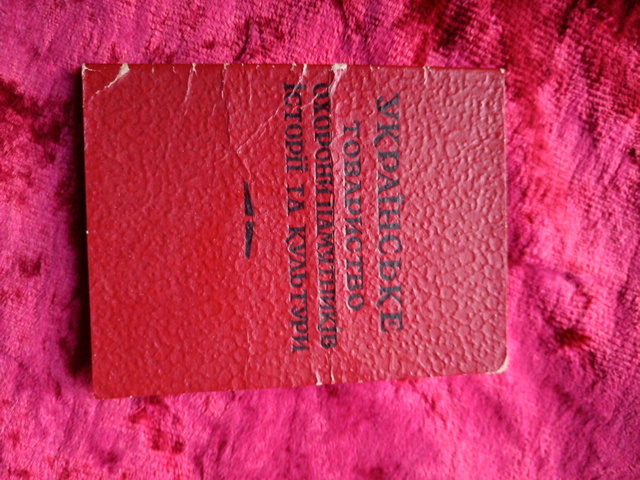 УКРАЇНСЬКЕ
ТОВАРИСТВО
ОХОРОНИ ПАМ'ЯТНИКІВ
ІСТОРІЇ ТА КУЛЬТУРИ